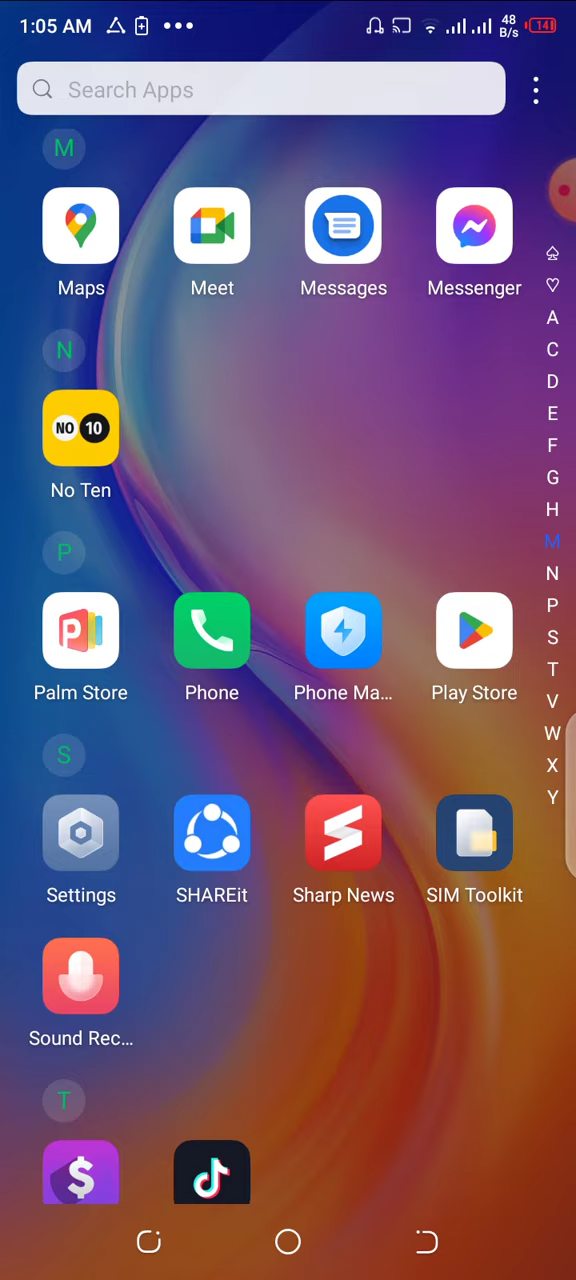 1:05 AM 48 B/s 14
Search Apps
M
Maps Meet Messages Messenger
N
NO 10
No Ten
P
P
Palm Store Phone Phone Ma... Play Store
S
Settings SHAREit Sharp News SIM Toolkit
Sound Rec...
T
$
A
C
D
E
F
G
H
M
N
P
S
T
V
W
X
Y